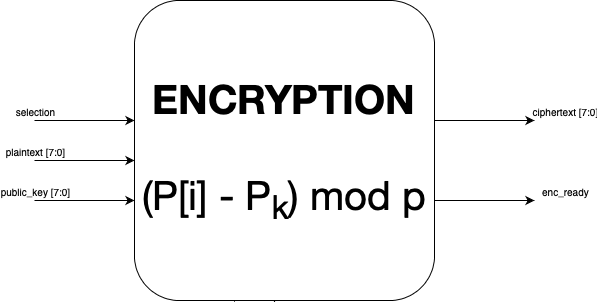 ENCRYPTION
selection
plaintext [7:0]
public_key [7:0]
(P[i] - Pk) mod p
ciphertext [7:0]
enc_ready